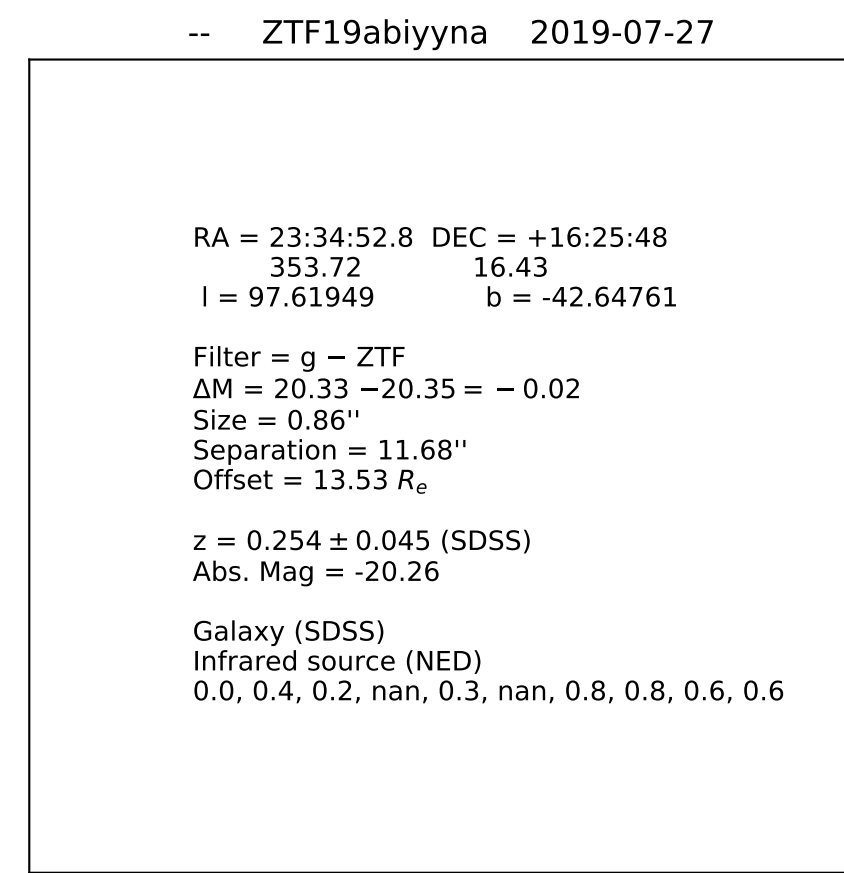 -- ZTF19abiyyna 2019-07-27
RA = 23:34:52.8 DEC = +16:25:48
353.72 16.43
l = 97.61949 b = -42.64761
Filter = g − ZTF
ΔM = 20.33 −20.35 = − 0.02
Size = 0.86''
Separation = 11.68''
Offset = 13.53 Rₑ
z = 0.254 ± 0.045 (SDSS)
Abs. Mag = -20.26
Galaxy (SDSS)
Infrared source (NED)
0.0, 0.4, 0.2, nan, 0.3, nan, 0.8, 0.8, 0.6, 0.6